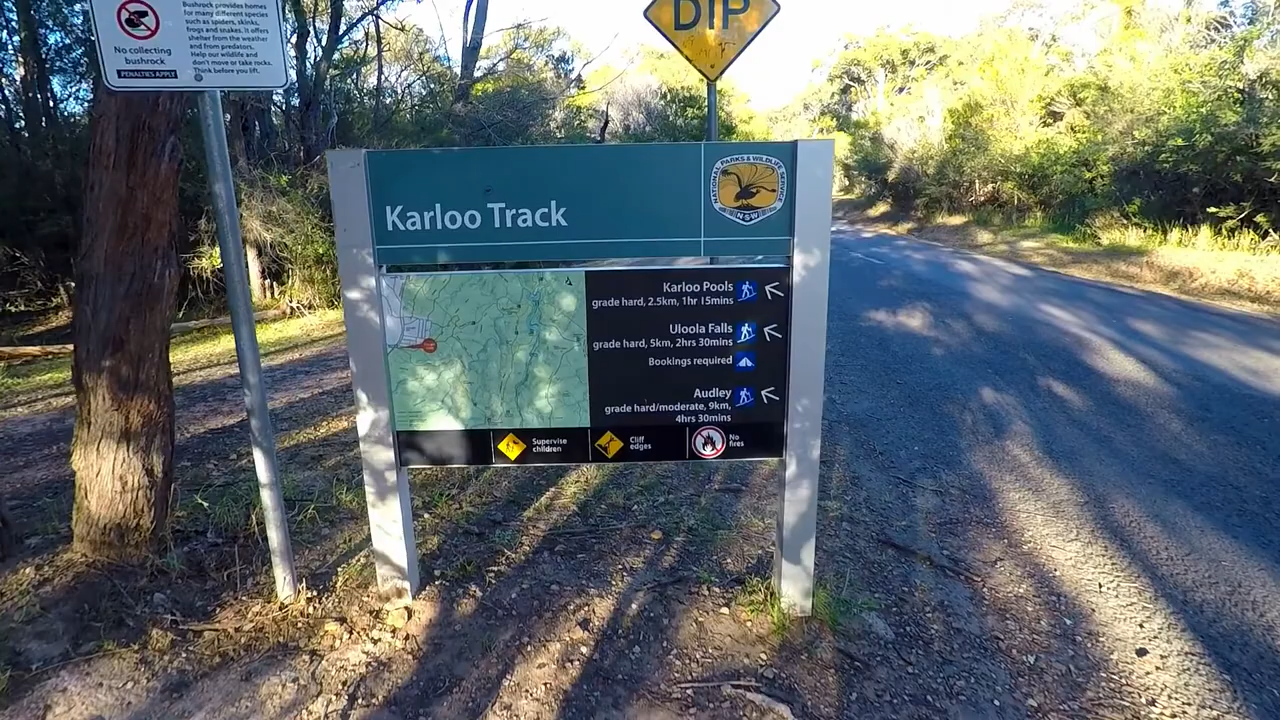 Bushrock provides homes
for many different species
such as spiders, skinks,
frogs and snakes. It offers
shelter from the weather
and from predators.
Help our wildlife and
don't move or take rocks.
Think before you lift.
No collecting
bushrock
PENALTIES APPLY
DIP
Karloo Track
NATIONAL PARKS & WILDLIFE SERVICE
N·S·W
Karloo Pools
grade hard, 2.5km, 1hr 15mins
Uloola Falls
grade hard, 5km, 2hrs 30mins
Bookings required
Audley
grade hard/moderate, 9km,
4hrs 30mins
Supervise
children
Cliff
edges
No
fires